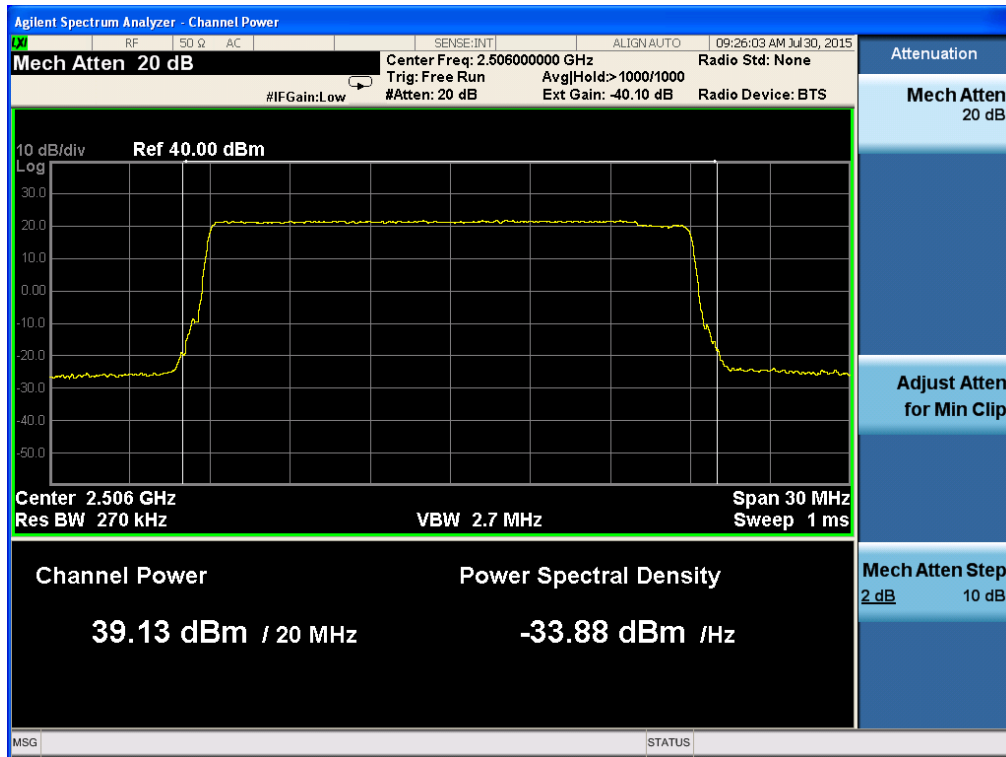 Agilent Spectrum Analyzer - Channel Power
LXI RF 50 Ω AC SENSE:INT ALIGN AUTO 09:26:03 AM Jul 30, 2015
Mech Atten 20 dB
Center Freq: 2.506000000 GHz Radio Std: None
Trig: Free Run Avg|Hold:>1000/1000
#IFGain:Low #Atten: 20 dB Ext Gain: -40.10 dB Radio Device: BTS
10 dB/div Ref 40.00 dBm
Log
30.0
20.0
10.0
0.00
-10.0
-20.0
-30.0
-40.0
-50.0
Center 2.506 GHz Span 30 MHz
Res BW 270 kHz VBW 2.7 MHz Sweep 1 ms
Channel Power Power Spectral Density
39.13 dBm / 20 MHz -33.88 dBm /Hz
MSG STATUS
Attenuation
Mech Atten
20 dB
Adjust Atten
for Min Clip
Mech Atten Step
2 dB 10 dB